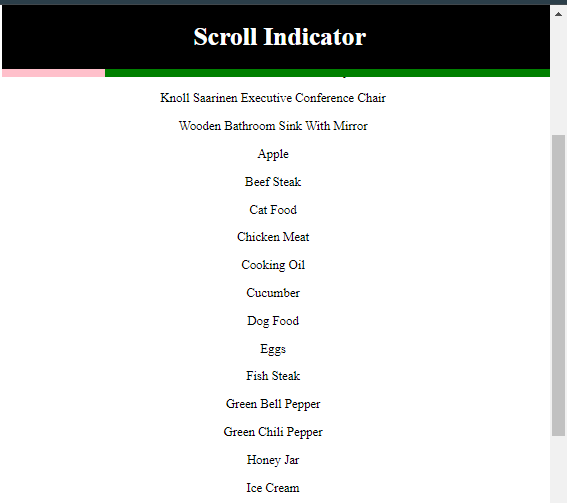 Scroll Indicator
Knoll Saarinen Executive Conference Chair
Wooden Bathroom Sink With Mirror
Apple
Beef Steak
Cat Food
Chicken Meat
Cooking Oil
Cucumber
Dog Food
Eggs
Fish Steak
Green Bell Pepper
Green Chili Pepper
Honey Jar
Ice Cream